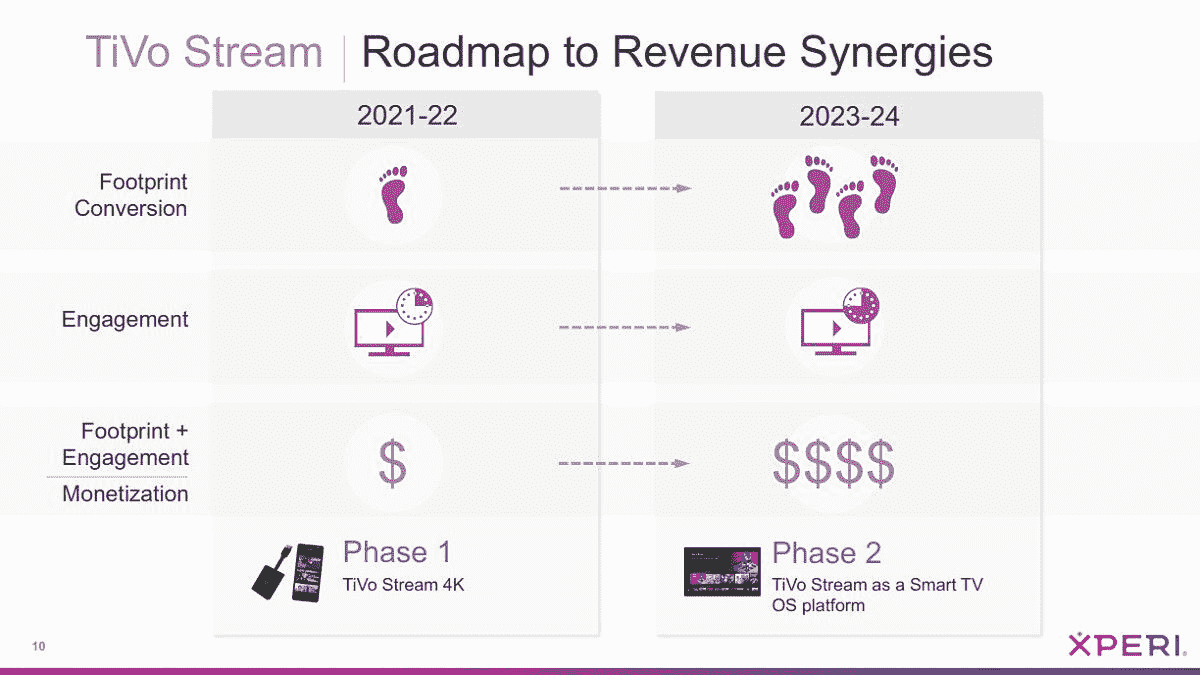 TiVo Stream | Roadmap to Revenue Synergies
2021-22
2023-24
Footprint
Conversion
Engagement
Footprint +
Engagement
Monetization
$
$$$$
Phase 1
TiVo Stream 4K
Phase 2
TiVo Stream as a Smart TV
OS platform
10
XPERI®